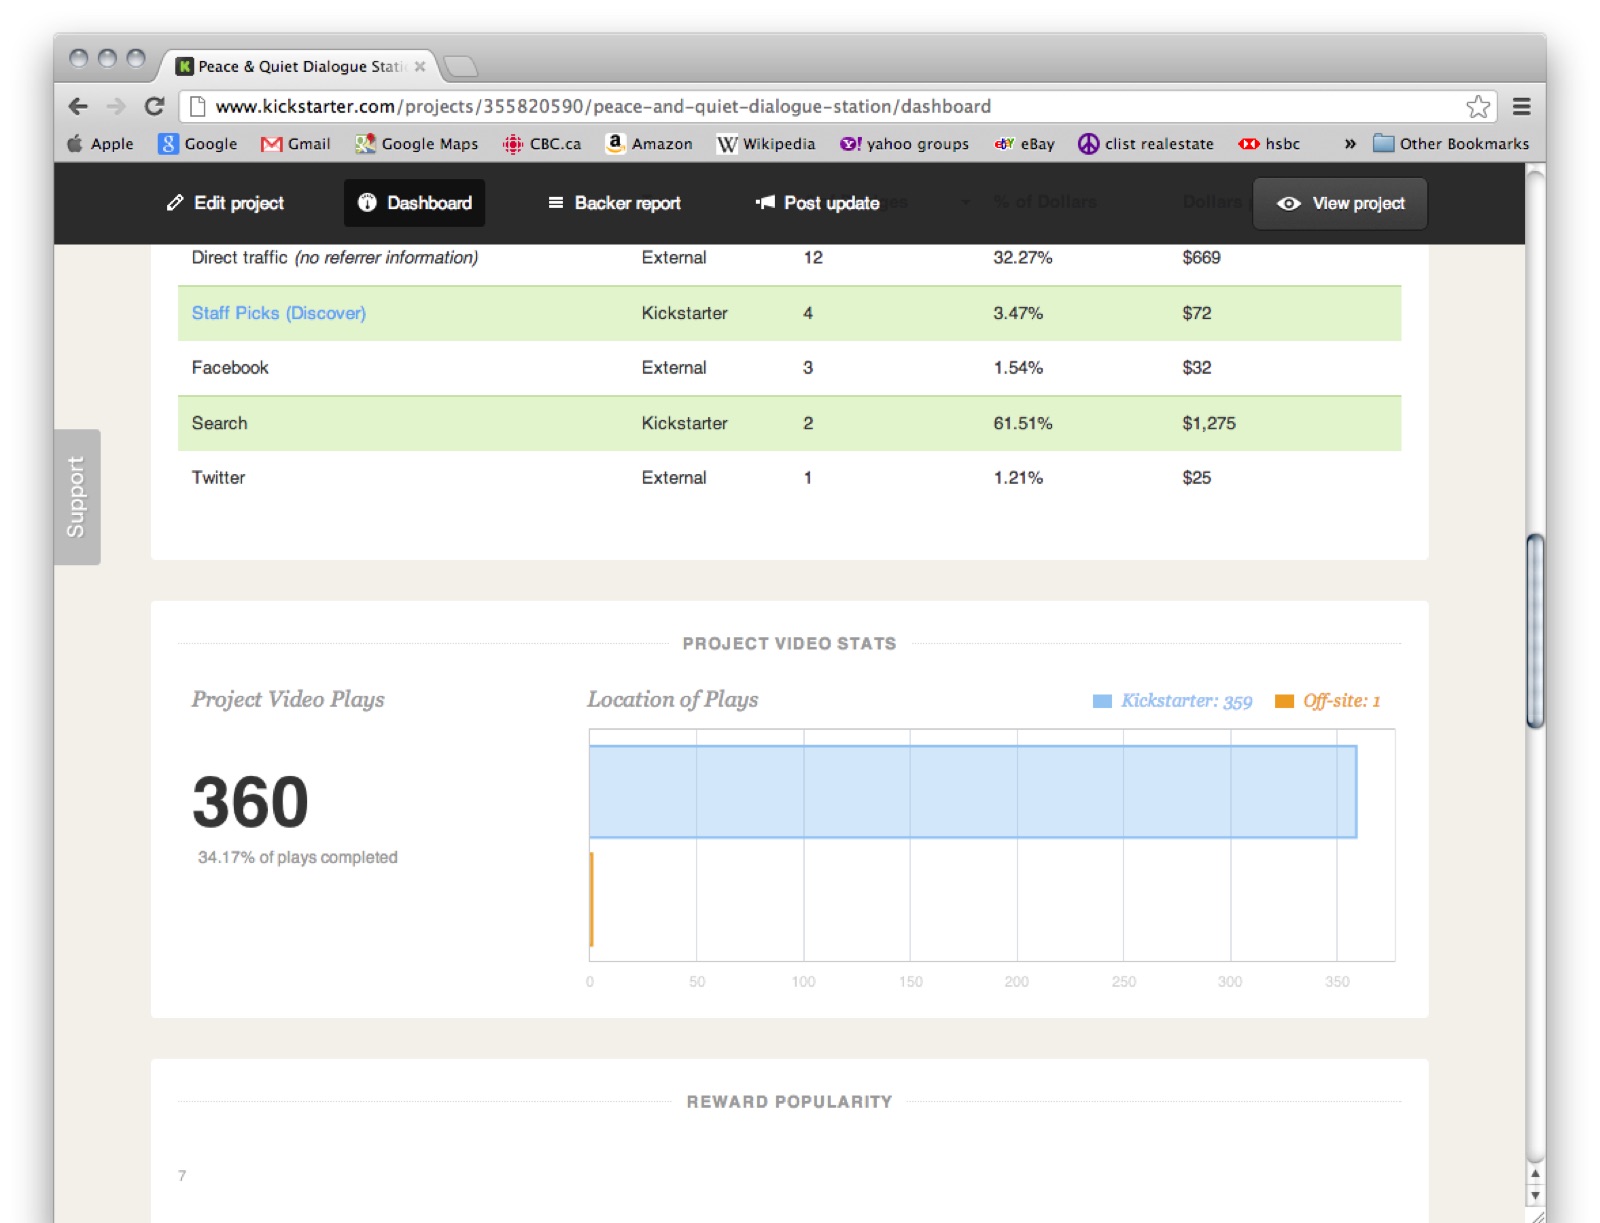 Peace & Quiet Dialogue Stati
www.kickstarter.com/projects/355820590/peace-and-quiet-dialogue-station/dashboard
Apple Google Gmail Google Maps CBC.ca Amazon Wikipedia yahoo groups eBay clist realestate hsbc » Other Bookmarks
Edit project Dashboard Backer report Post update % of Dollars Dollars View project
Direct traffic (no referrer information) External 12 32.27% $669
Staff Picks (Discover) Kickstarter 4 3.47% $72
Facebook External 3 1.54% $32
Search Kickstarter 2 61.51% $1,275
Twitter External 1 1.21% $25
Support
PROJECT VIDEO STATS
Project Video Plays Location of Plays Kickstarter: 359 Off-site: 1
360
34.17% of plays completed
0 50 100 150 200 250 300 350
REWARD POPULARITY
7